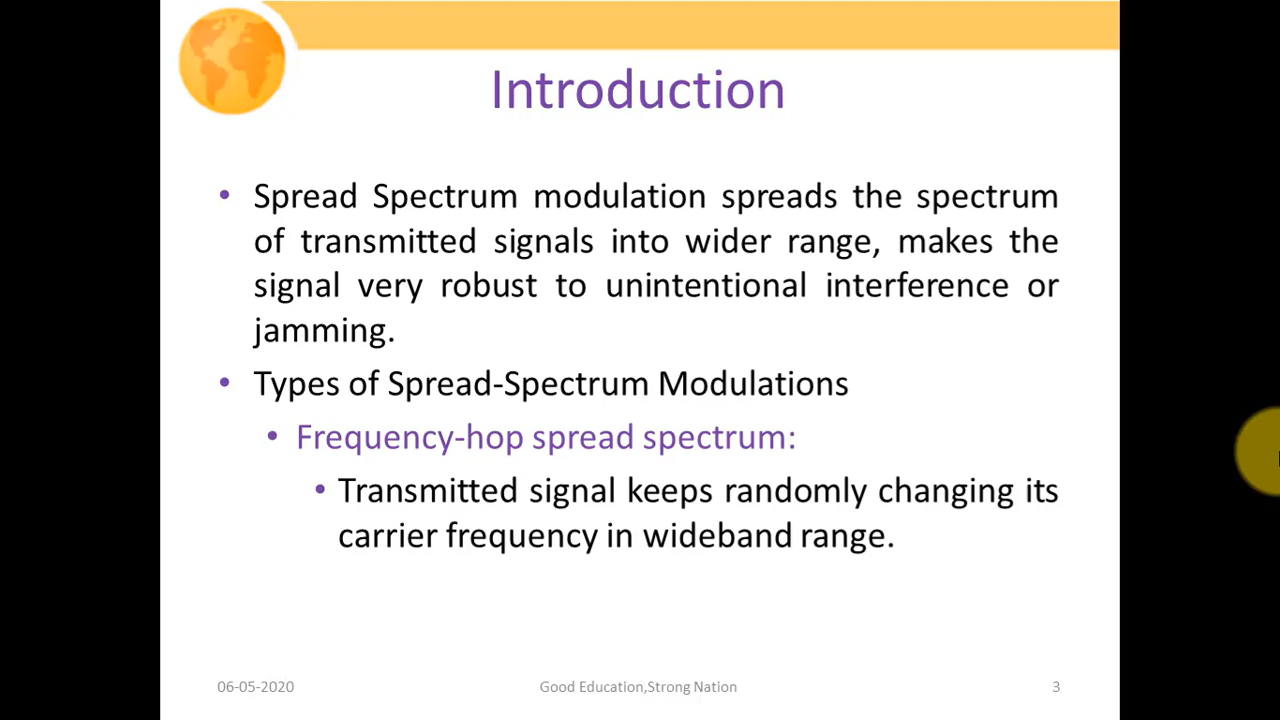 Introduction
• Spread Spectrum modulation spreads the spectrum
of transmitted signals into wider range, makes the
signal very robust to unintentional interference or
jamming.
• Types of Spread-Spectrum Modulations
• Frequency-hop spread spectrum:
• Transmitted signal keeps randomly changing its
carrier frequency in wideband range.
06-05-2020
Good Education,Strong Nation
3